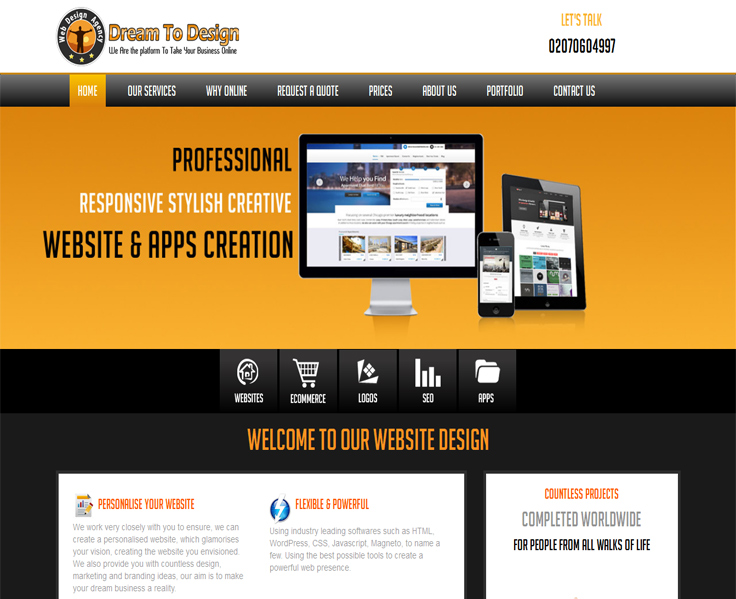 Web Design Agency
Dream To Design
We Are the platform To Take Your Business Online
LET'S TALK
02070604997
HOME
OUR SERVICES
WHY ONLINE
REQUEST A QUOTE
PRICES
ABOUT US
PORTFOLIO
CONTACT US
PROFESSIONAL
RESPONSIVE STYLISH CREATIVE
WEBSITE & APPS CREATION
We Help you Find
WEBSITES
ECOMMERCE
LOGOS
SEO
APPS
WELCOME TO OUR WEBSITE DESIGN
PERSONALISE YOUR WEBSITE
We work very closely with you to ensure, we can
create a personalised website, which glamorises
your vision, creating the website you envisioned.
We also provide you with countless design,
marketing and branding ideas, our aim is to make
your dream business a reality.
FLEXIBLE & POWERFUL
Using industry leading softwares such as HTML,
WordPress, CSS, Javascript, Magneto, to name a
few. Using the best possible tools to create a
powerful web presence.
COUNTLESS PROJECTS
COMPLETED WORLDWIDE
FOR PEOPLE FROM ALL WALKS OF LIFE